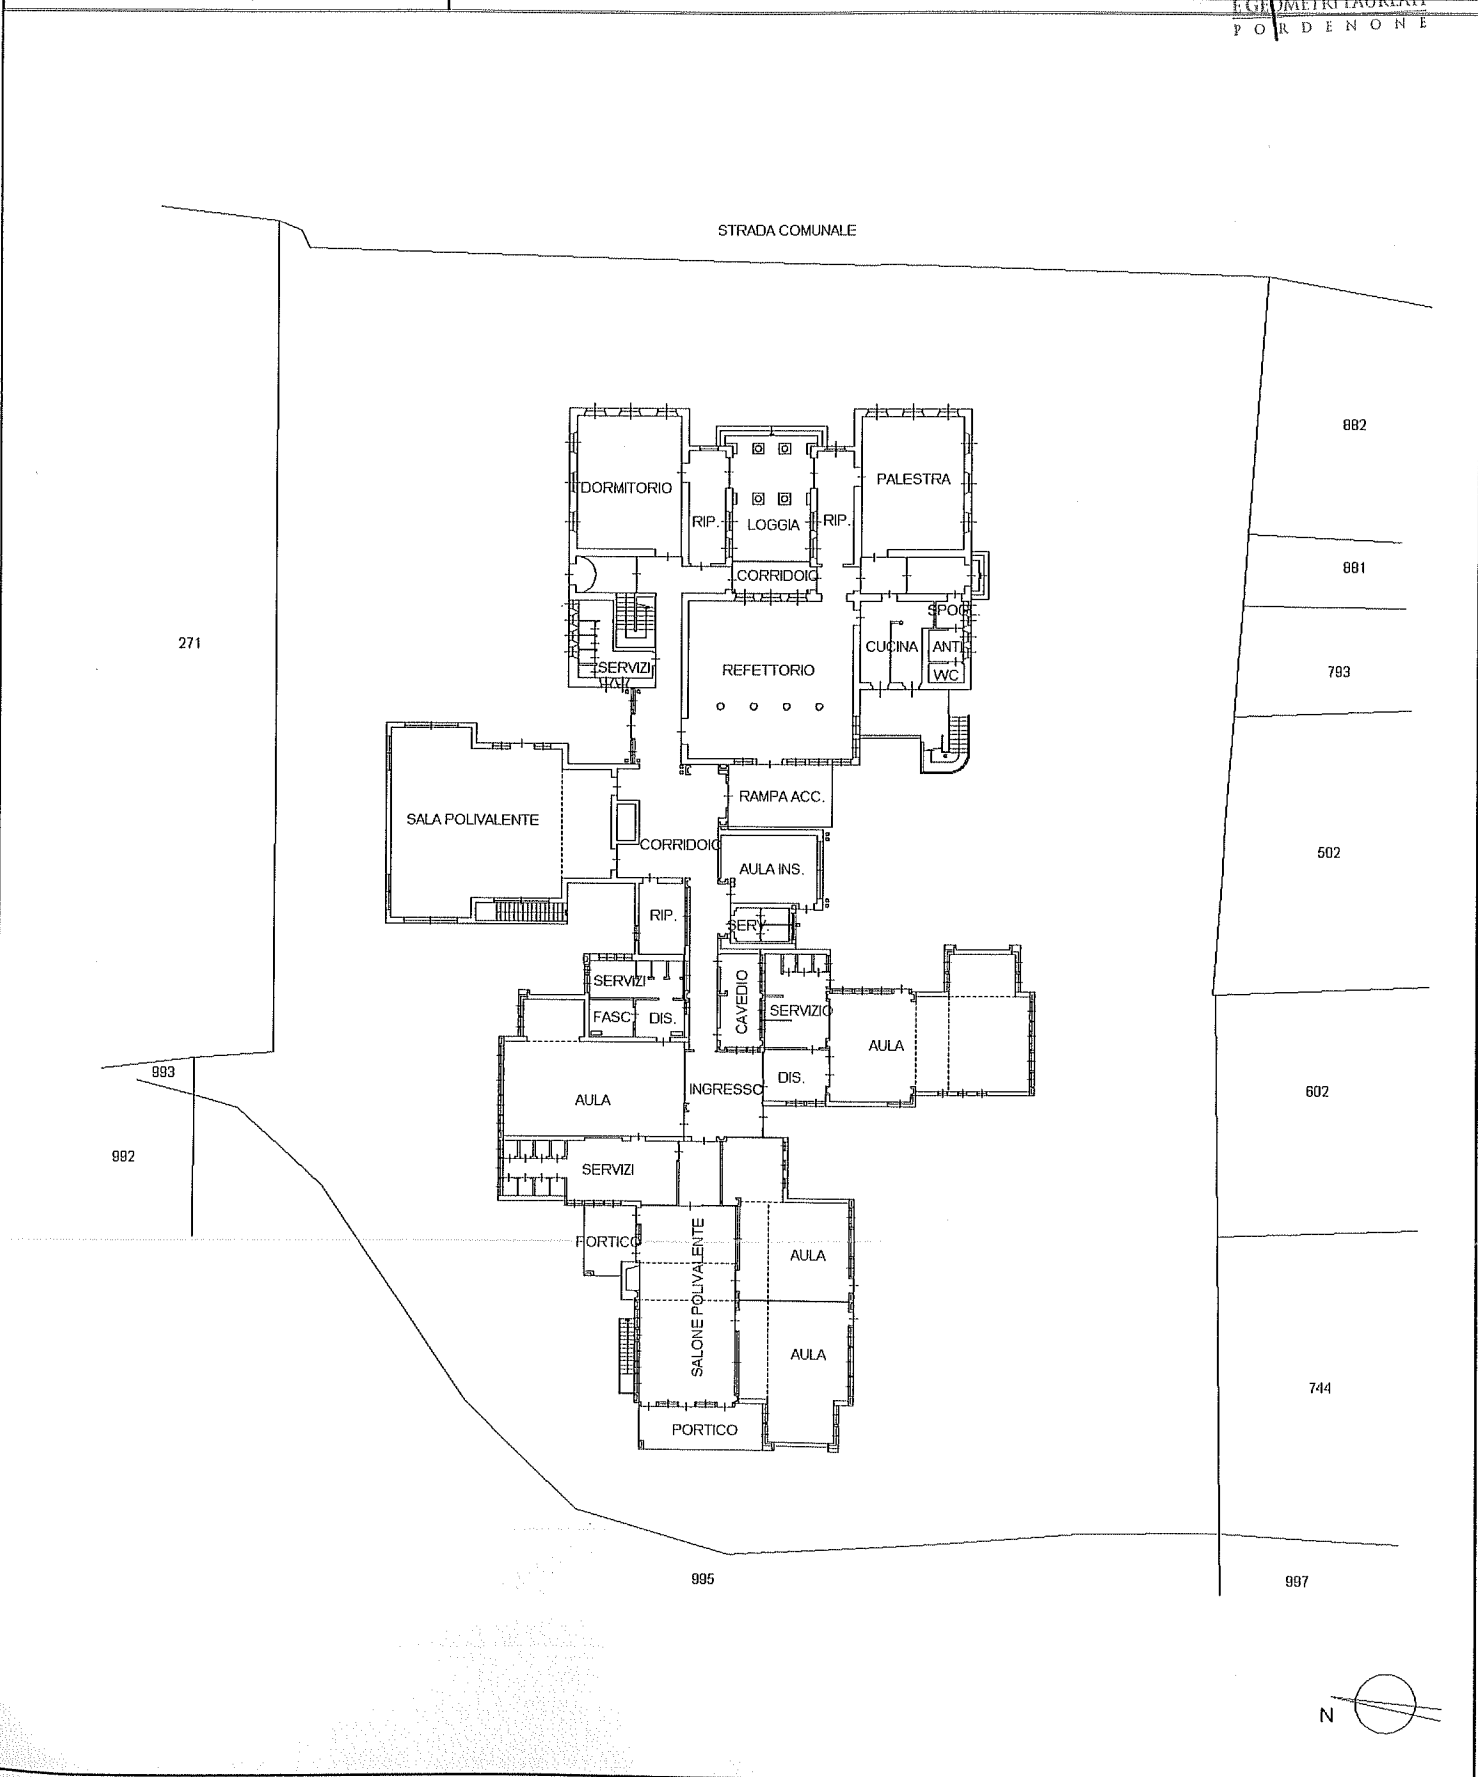 E GEOMETRI LAUREATI
PORDENONE
STRADA COMUNALE
882
PALESTRA
DORMITORIO
RIP.
LOGGIA
RIP.
881
CORRIDOIO
SPOG
271
CUCINA
ANTI
SERVIZI
REFETTORIO
WC
793
RAMPA ACC.
SALA POLIVALENTE
CORRIDOIO
502
AULA INS.
RIP.
SERV.
SERVIZI
CAVEDIO
FASC
DIS.
SERVIZIO
AULA
993
DIS.
INGRESSO
602
AULA
992
SERVIZI
PORTICO
SALONE POLIVALENTE
AULA
AULA
744
PORTICO
995
997
N